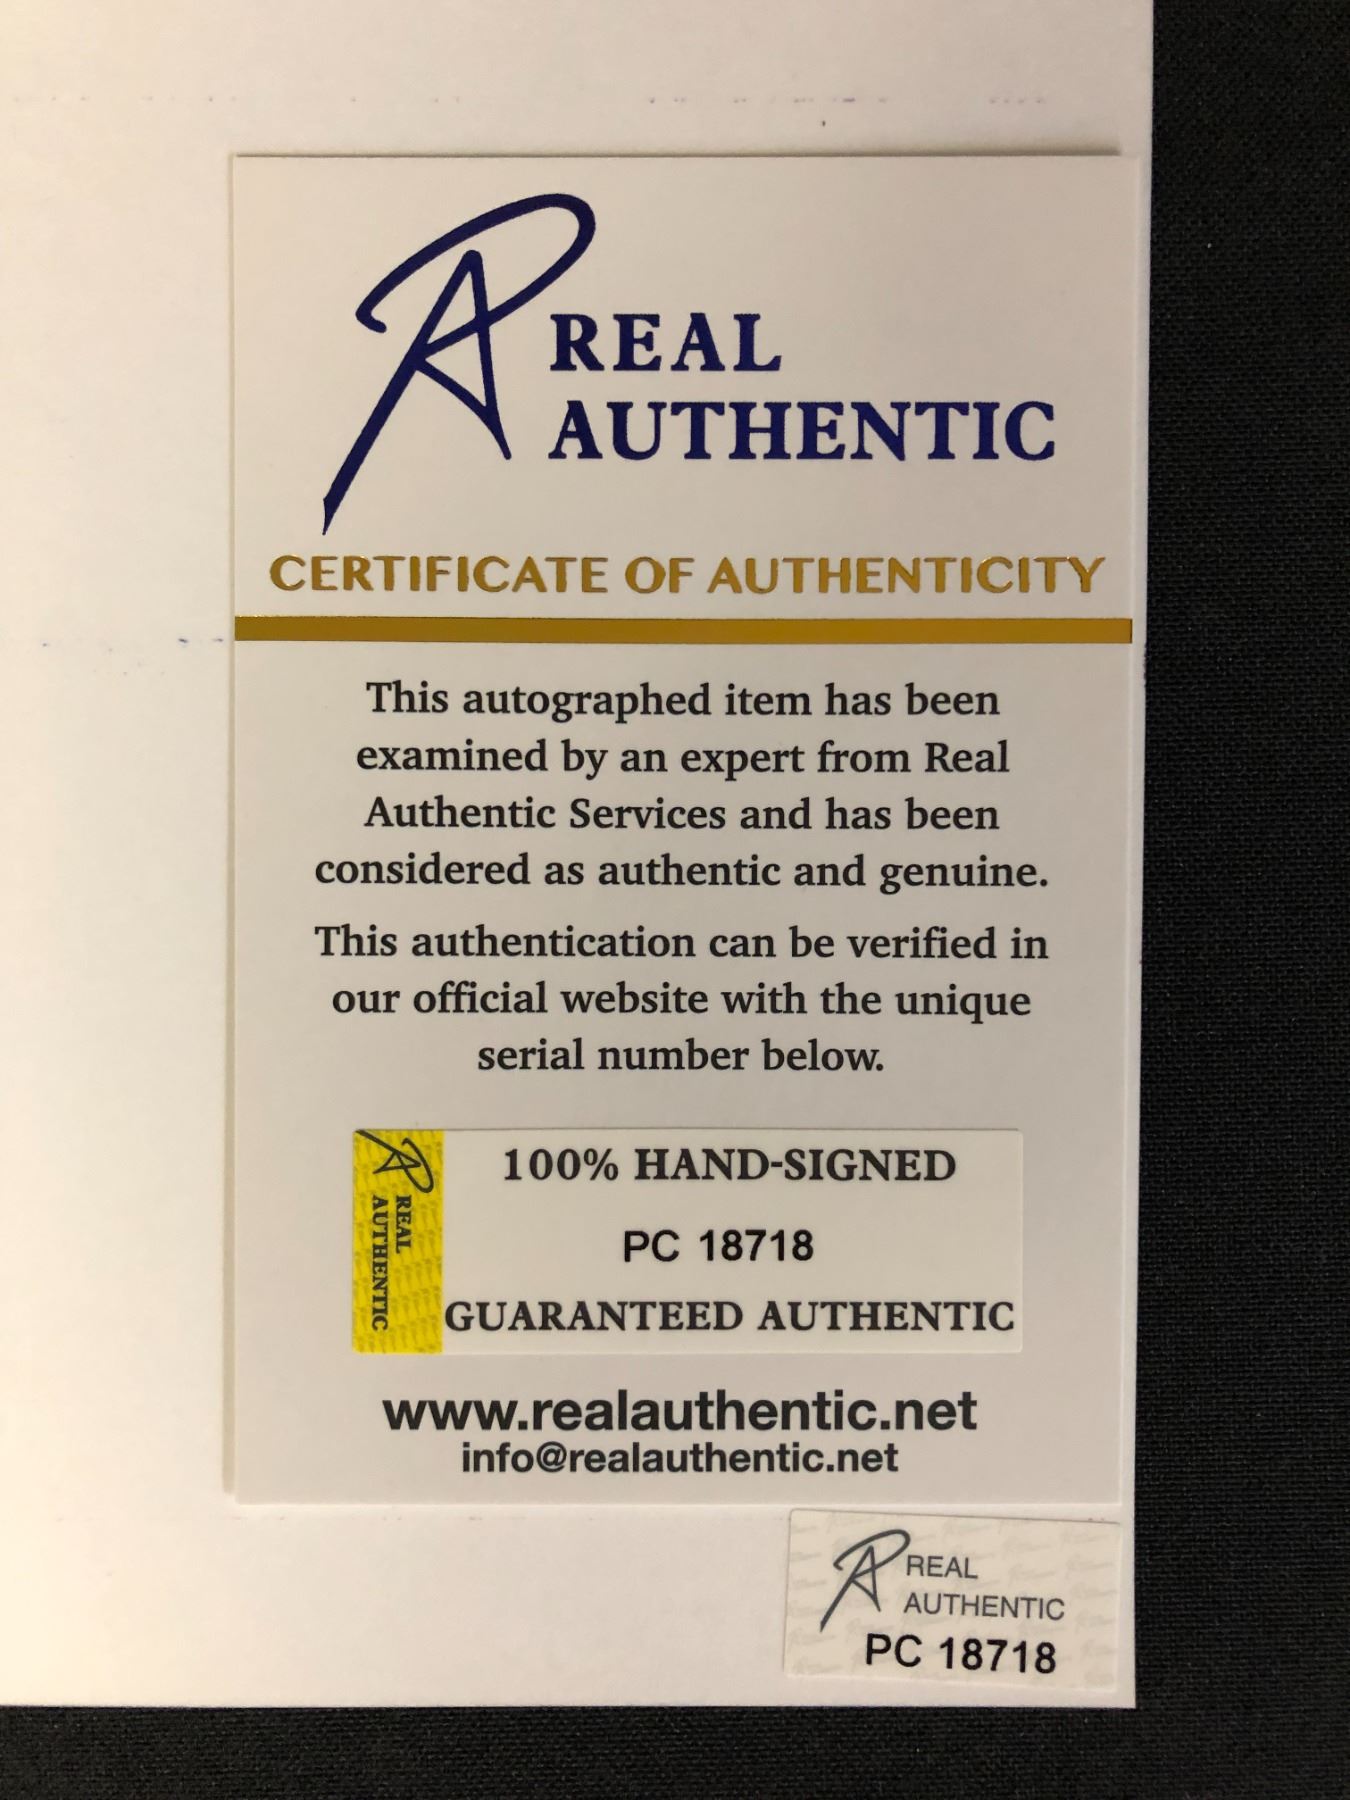 REAL
AUTHENTIC
CERTIFICATE OF AUTHENTICITY
This autographed item has been
examined by an expert from Real
Authentic Services and has been
considered as authentic and genuine.
This authentication can be verified in
our official website with the unique
serial number below.
REAL
AUTHENTIC
100% HAND-SIGNED
PC 18718
GUARANTEED AUTHENTIC
www.realauthentic.net
info@realauthentic.net
REAL
AUTHENTIC
PC 18718